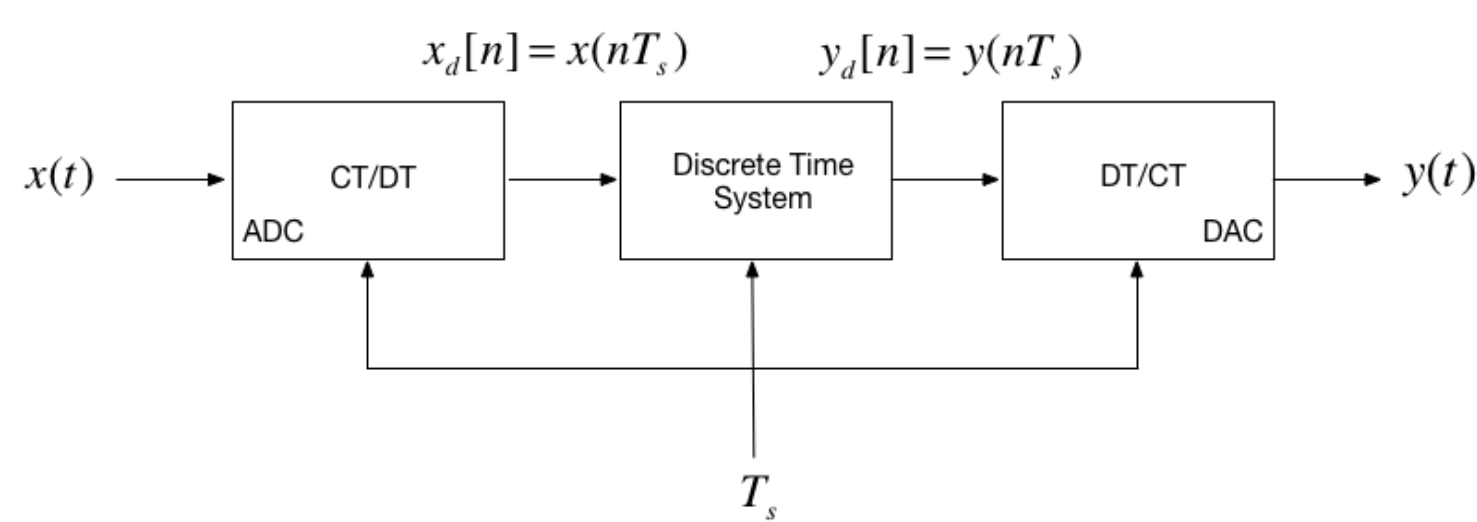 x_d[n] = x(nT_s)
y_d[n] = y(nT_s)
x(t)
CT/DT
ADC
Discrete Time
System
DT/CT
DAC
y(t)
T_s